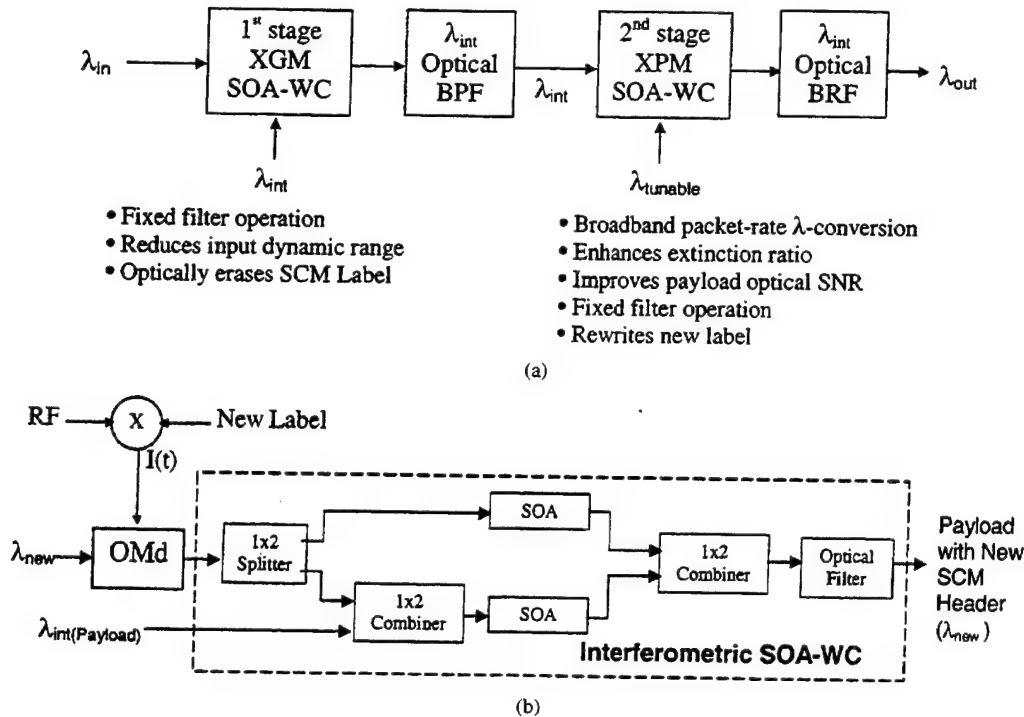 λin
1st stage
XGM
SOA-WC
λint
Optical
BPF
λint
2nd stage
XPM
SOA-WC
λint
Optical
BRF
λout
λint
λtunable
• Fixed filter operation
• Reduces input dynamic range
• Optically erases SCM Label
• Broadband packet-rate λ-conversion
• Enhances extinction ratio
• Improves payload optical SNR
• Fixed filter operation
• Rewrites new label
(a)
RF
X
New Label
I(t)
λnew
OMd
1x2
Splitter
SOA
1x2
Combiner
SOA
1x2
Combiner
Optical
Filter
Payload
with New
SCM
Header
(λnew)
λint(Payload)
Interferometric SOA-WC
(b)